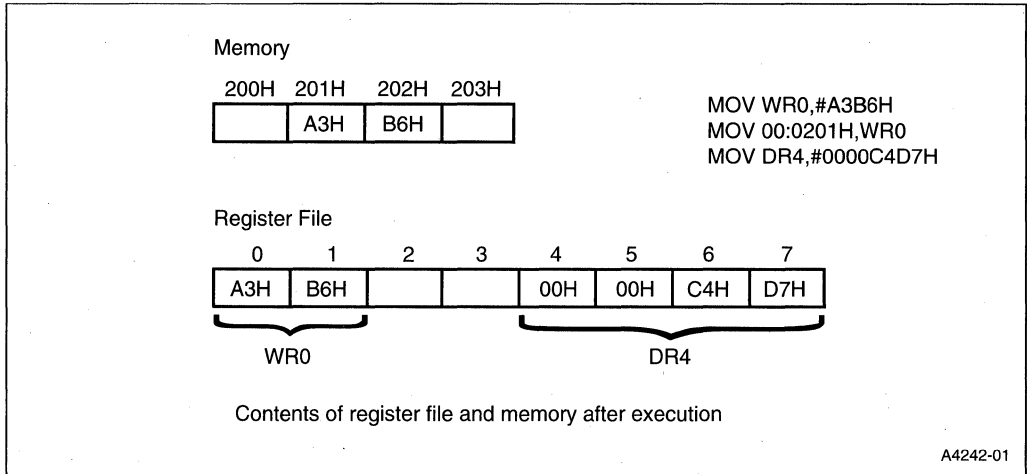 Memory
200H 201H 202H 203H
A3H B6H
MOV WR0,#A3B6H
MOV 00:0201H,WR0
MOV DR4,#0000C4D7H
Register File
0 1 2 3 4 5 6 7
A3H B6H 00H 00H C4H D7H
WR0 DR4
Contents of register file and memory after execution
A4242-01